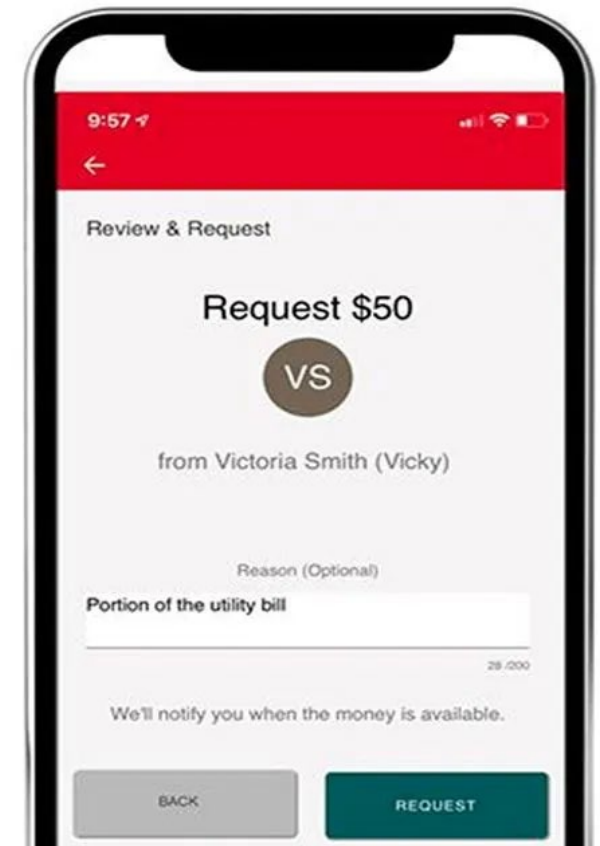 9:57
Review & Request
Request $50
VS
from Victoria Smith (Vicky)
Reason (Optional)
Portion of the utility bill
28 /200
We'll notify you when the money is available.
BACK
REQUEST